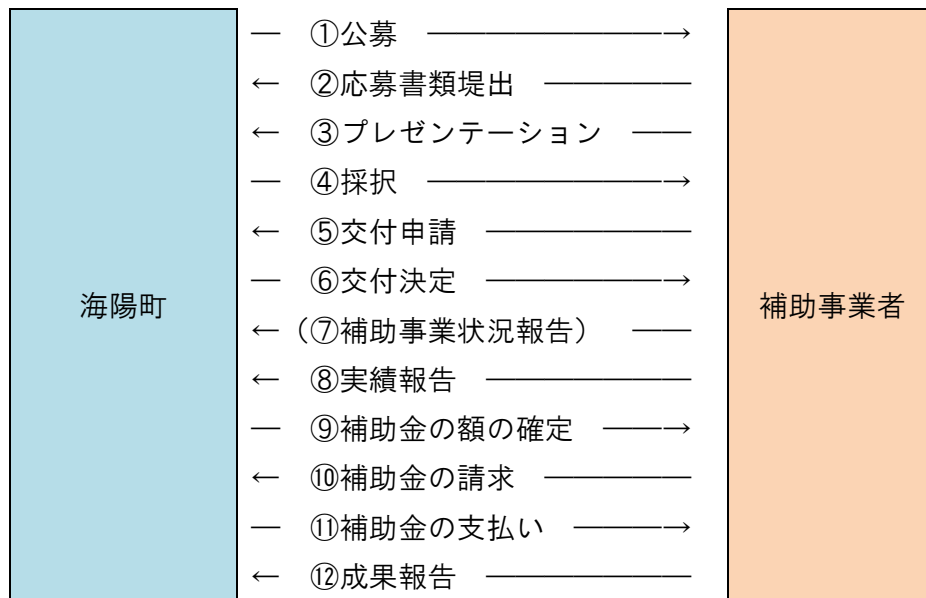 ― ①公募 ――――――――→
← ②応募書類堤出 ―――――
← ③プレゼンテーション ――
― ④採択 ――――――――→
← ⑤交付申請 ―――――――
― ⑥交付決定 ――――――→
海陽町
補助事業者
←（⑦補助事業状況報告） ――
← ⑧実績報告 ―――――――
― ⑨補助金の額の確定 ――→
← ⑩補助金の請求 ―――――
― ⑪補助金の支払い ―――→
← ⑫成果報告 ―――――――